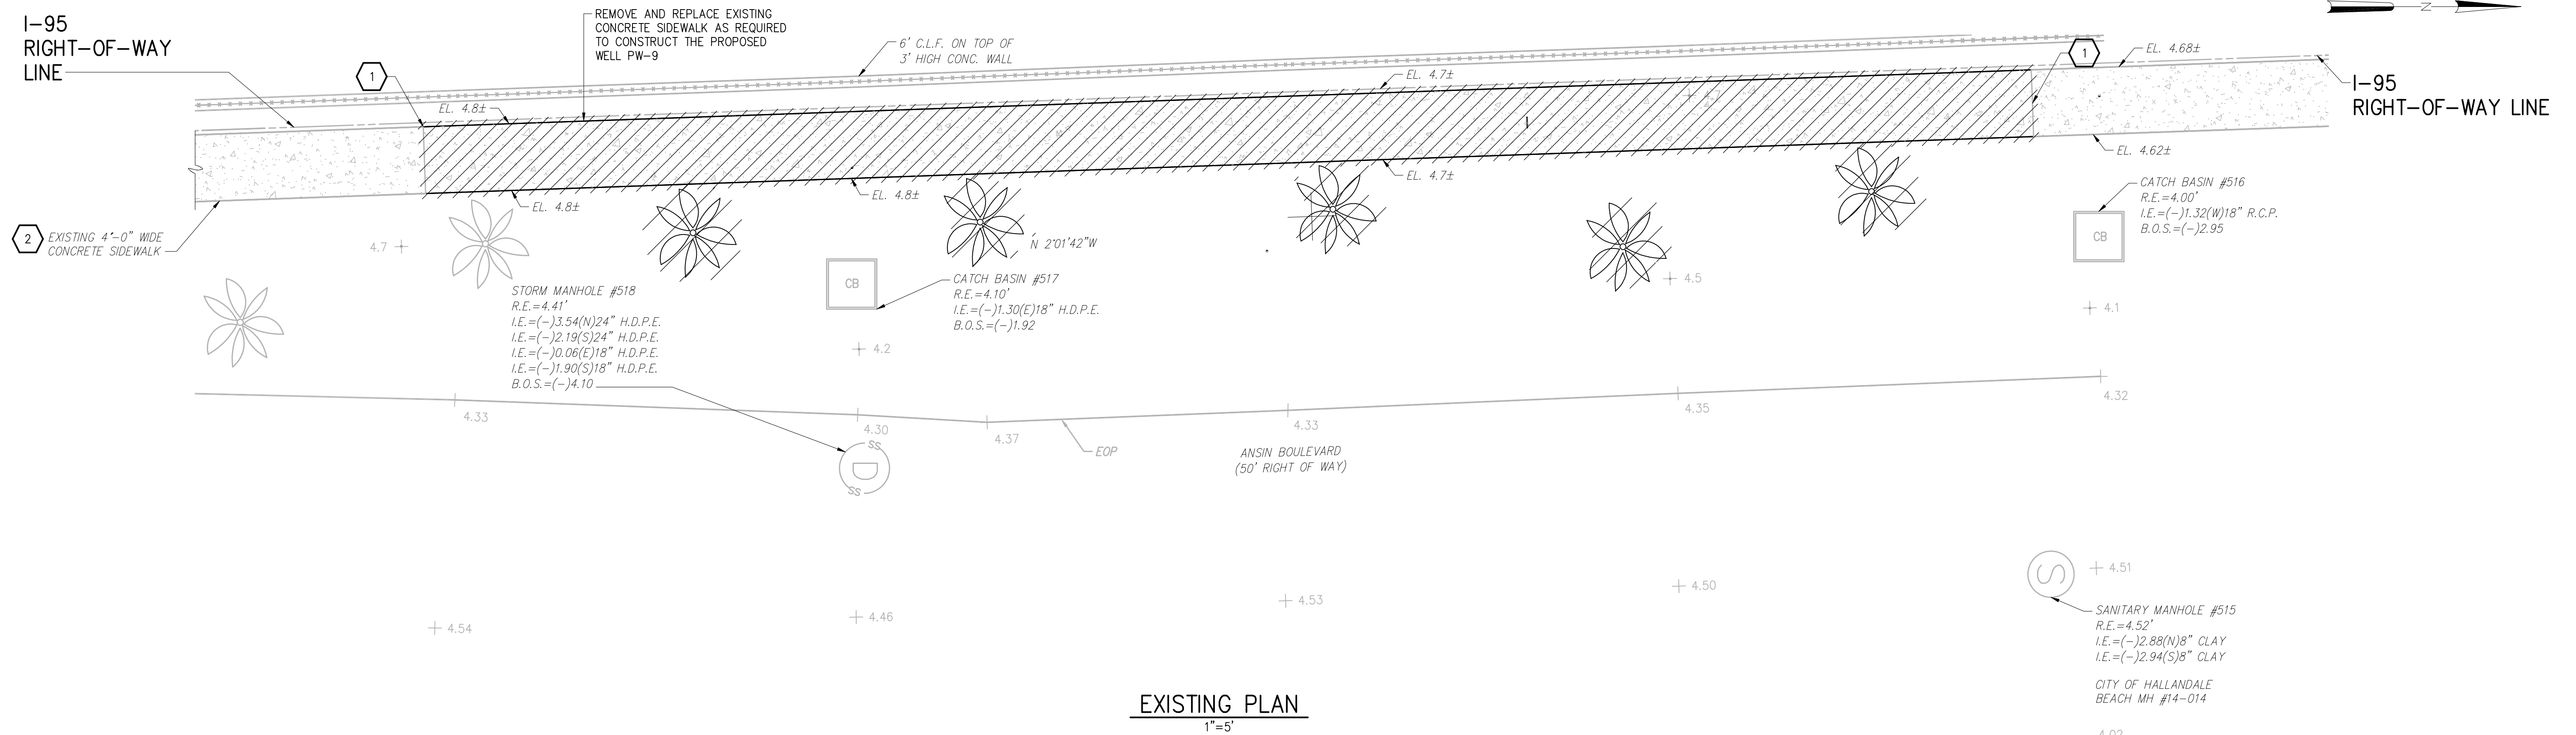 I-95
RIGHT-OF-WAY
LINE
1
REMOVE AND REPLACE EXISTING
CONCRETE SIDEWALK AS REQUIRED
TO CONSTRUCT THE PROPOSED
WELL PW-9
6' C.L.F. ON TOP OF
3' HIGH CONC. WALL
N
1
EL. 4.68±
I-95
RIGHT-OF-WAY LINE
EL. 4.8±
EL. 4.7±
4.7
EL. 4.62±
EL. 4.8±
EL. 4.8±
EL. 4.7±
2
EXISTING 4'-0" WIDE
CONCRETE SIDEWALK
4.7
N 2°01'42"W
CATCH BASIN #516
R.E.=4.00'
I.E.=(-)1.32(W)18" R.C.P.
B.O.S.=(-)2.95
CB
CB
CATCH BASIN #517
R.E.=4.10'
I.E.=(-)1.30(E)18" H.D.P.E.
B.O.S.=(-)1.92
STORM MANHOLE #518
R.E.=4.41'
I.E.=(-)3.54(N)24" H.D.P.E.
I.E.=(-)2.19(S)24" H.D.P.E.
I.E.=(-)0.06(E)18" H.D.P.E.
I.E.=(-)1.90(S)18" H.D.P.E.
B.O.S.=(-)4.10
4.5
4.1
4.2
4.33
4.30
4.37
4.33
4.35
4.32
SS
D
SS
EOP
ANSIN BOULEVARD
(50' RIGHT OF WAY)
4.54
4.46
4.53
4.50
S
4.51
SANITARY MANHOLE #515
R.E.=4.52'
I.E.=(-)2.88(N)8" CLAY
I.E.=(-)2.94(S)8" CLAY
CITY OF HALLANDALE
BEACH MH #14-014
EXISTING PLAN
1"=5'